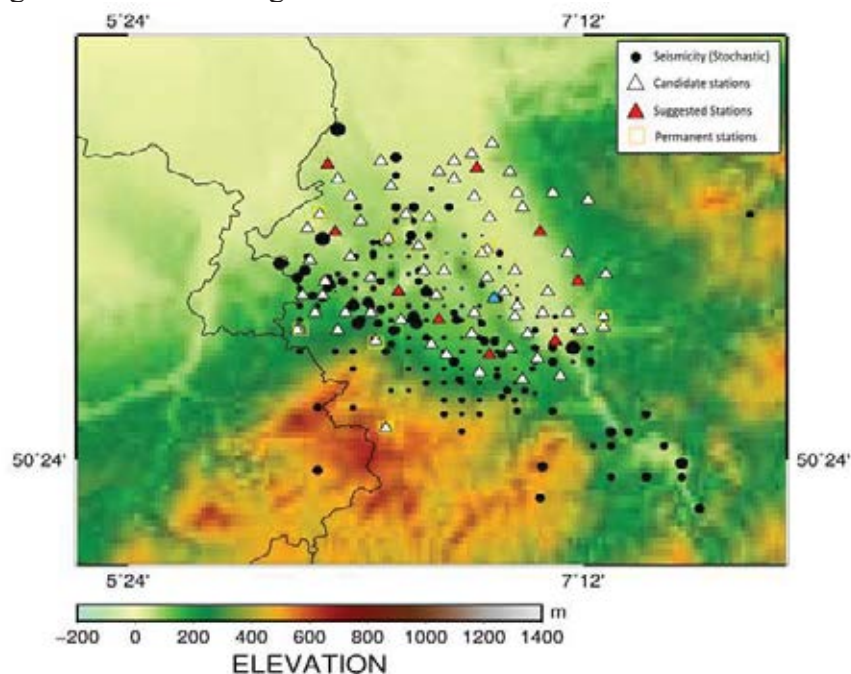 5°24' 7°12'
Seismicity (Stochastic)
Candidate stations
Suggested Stations
Permanent stations
50°24' 50°24'
5°24' 7°12'
m
−200 0 200 400 600 800 1000 1200 1400
ELEVATION